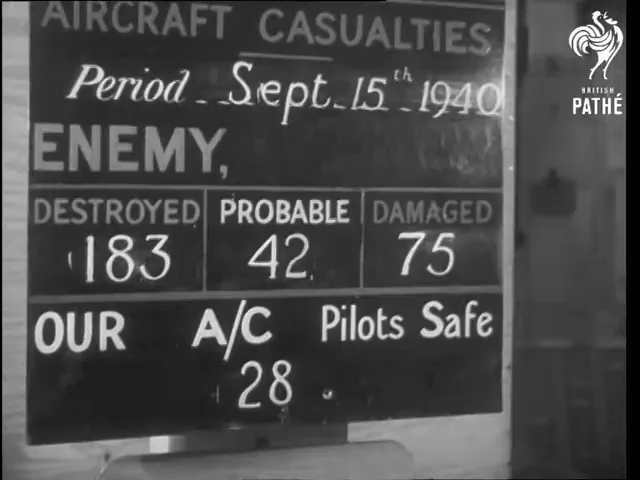 AIRCRAFT CASUALTIES
Period Sept. 15th 1940
ENEMY,
DESTROYED PROBABLE DAMAGED
183 42 75
OUR A/C Pilots Safe
28
BRITISH
PATHÉ